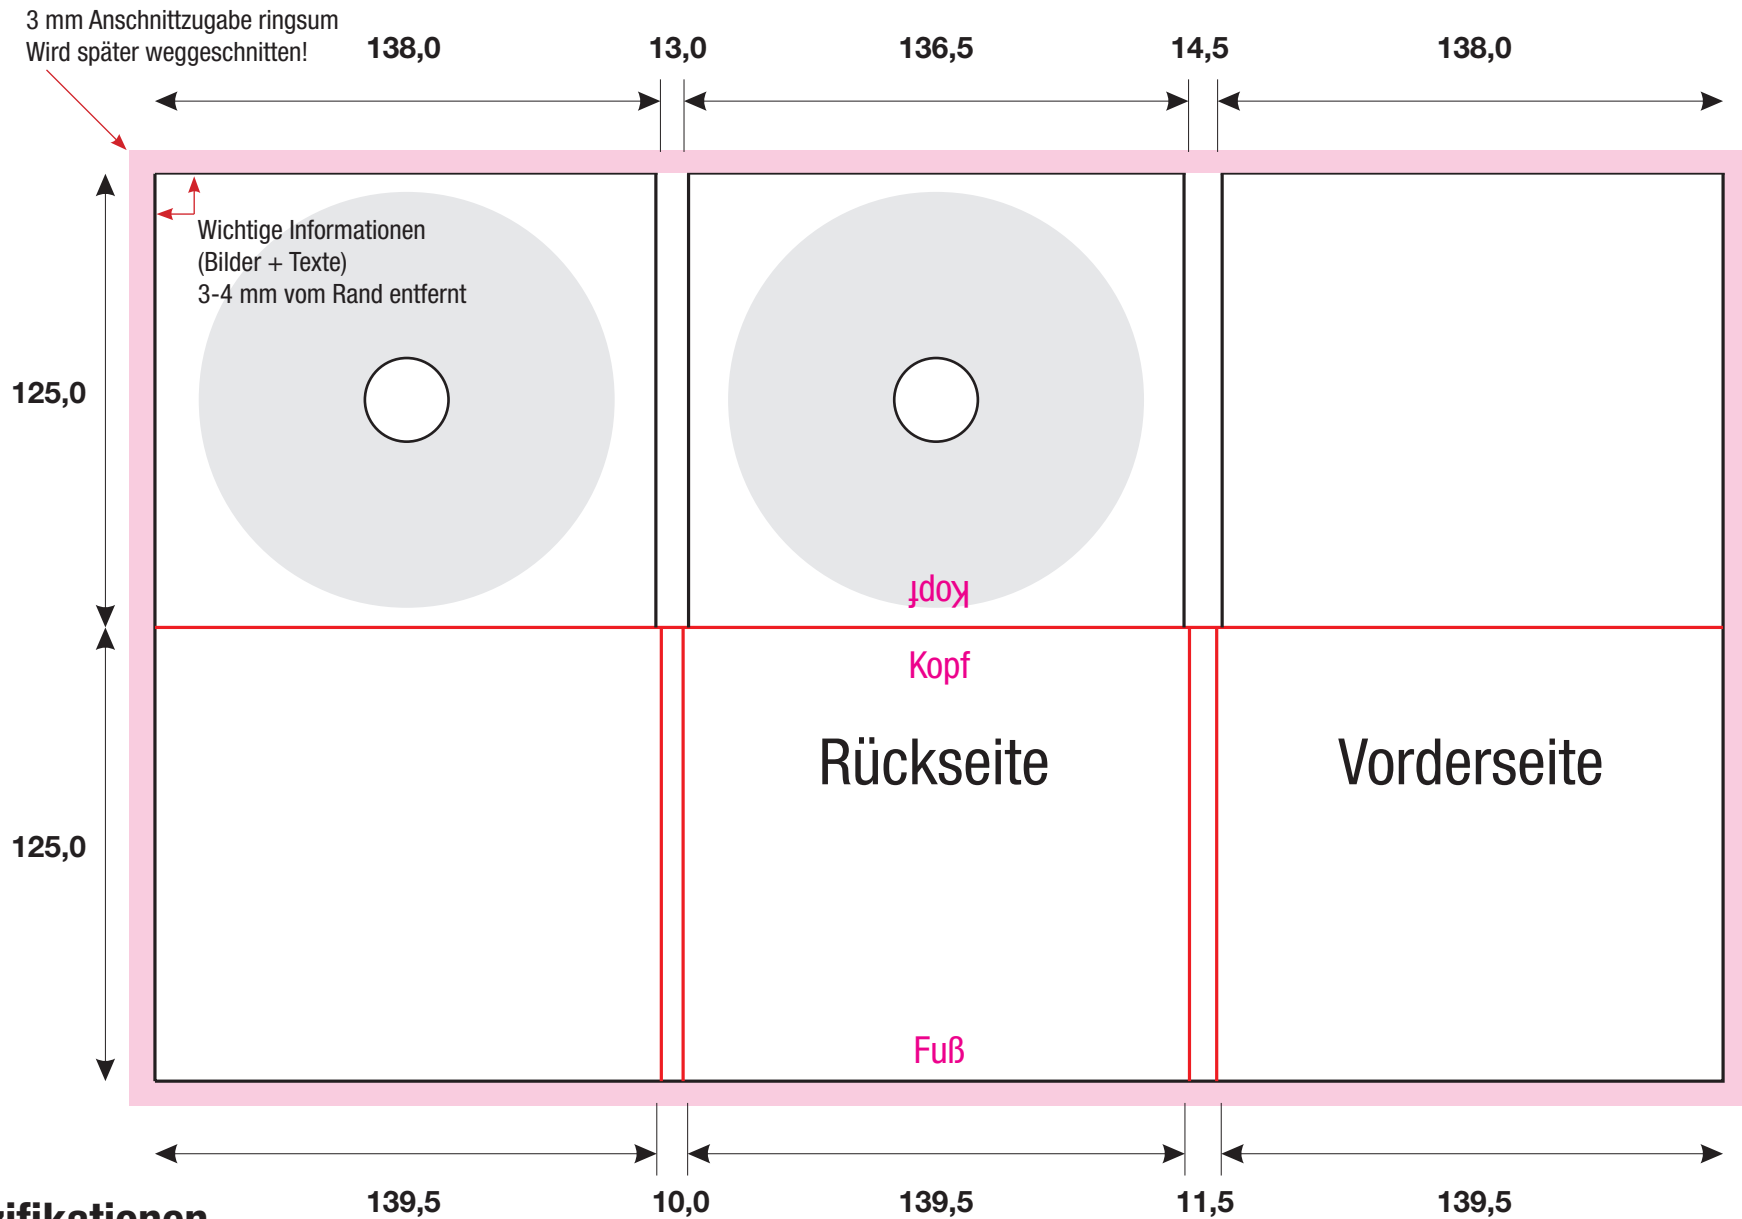 3 mm Anschnittzugabe ringsum
Wird später weggeschnitten!
138,0
13,0
136,5
14,5
138,0
Wichtige Informationen
(Bilder + Texte)
3-4 mm vom Rand entfernt
125,0
Kopf
Kopf
Rückseite
Vorderseite
125,0
Fuß
139,5
10,0
139,5
11,5
139,5